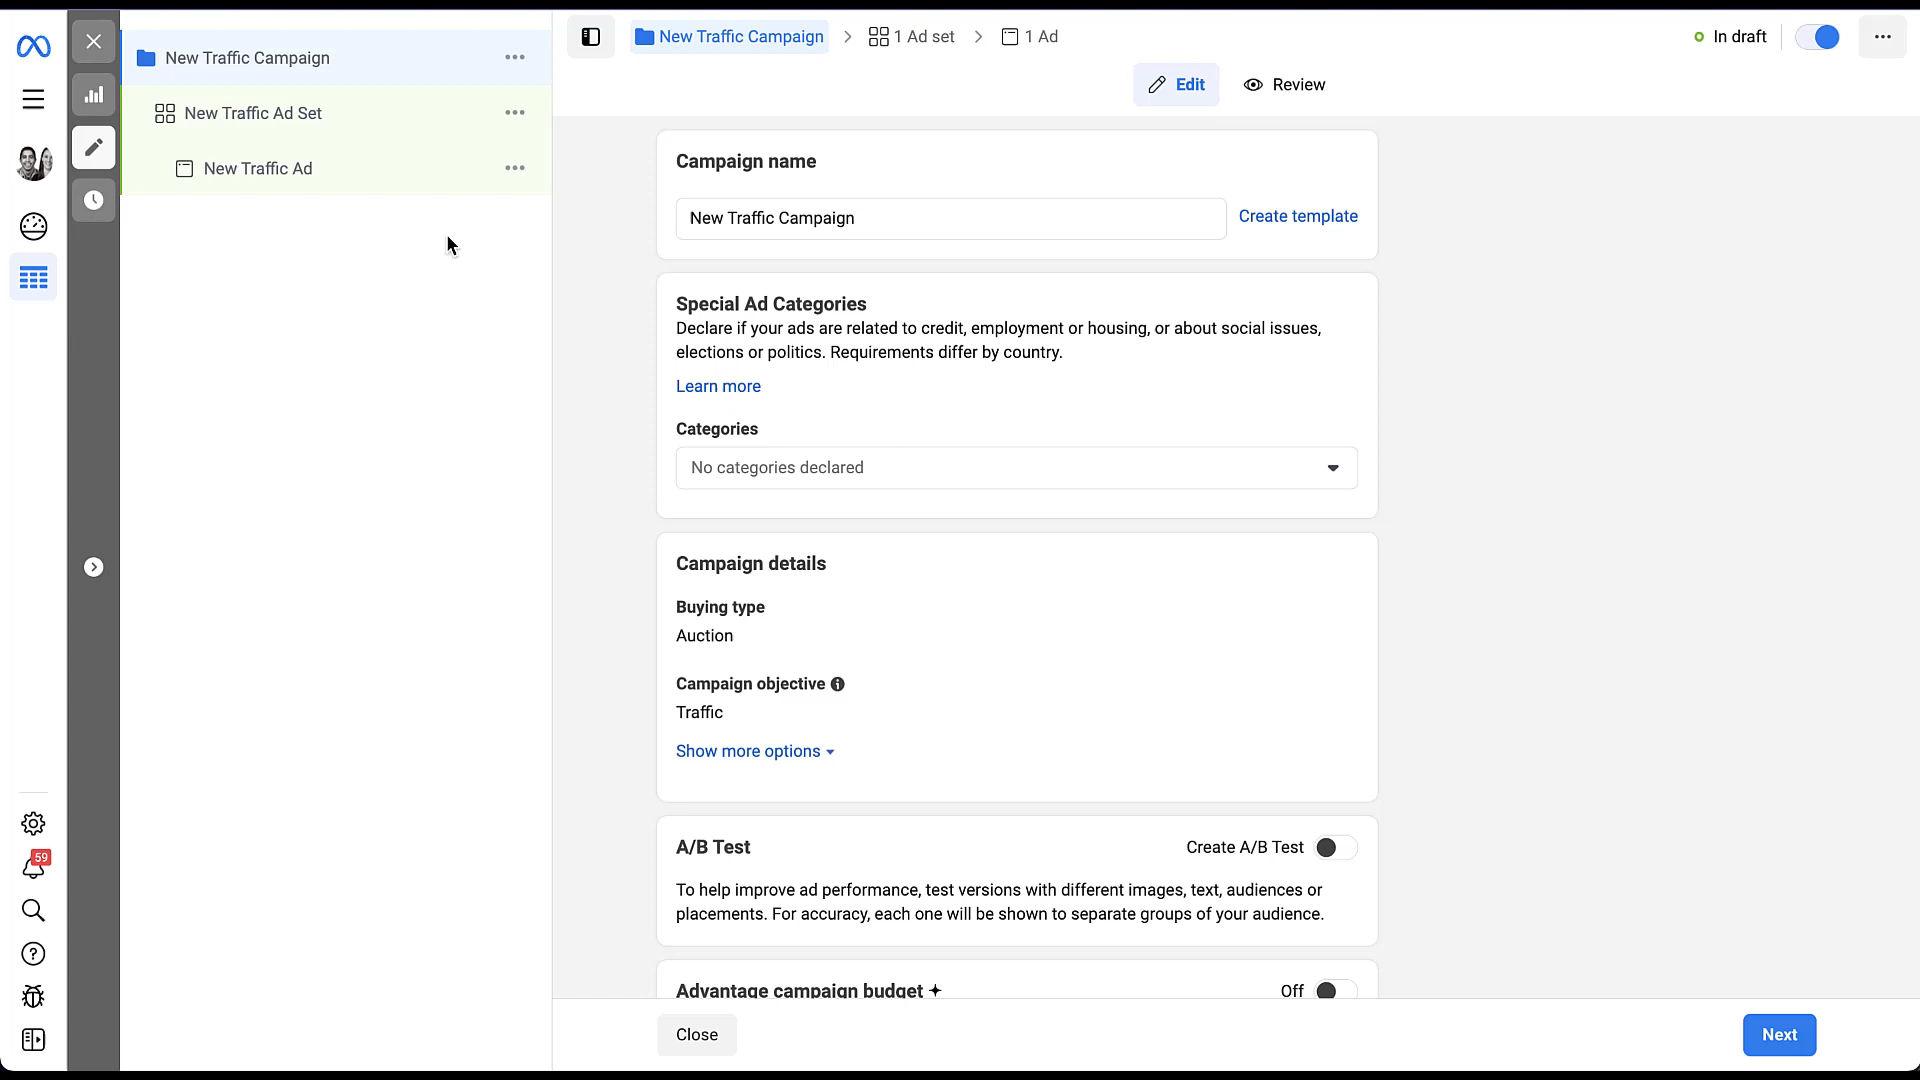 New Traffic Campaign
New Traffic Ad Set
New Traffic Ad
59
New Traffic Campaign
1 Ad set
1 Ad
In draft
Edit
Review
Campaign name
New Traffic Campaign
Create template
Special Ad Categories
Declare if your ads are related to credit, employment or housing, or about social issues,
elections or politics. Requirements differ by country.
Learn more
Categories
No categories declared
Campaign details
Buying type
Auction
Campaign objective
Traffic
Show more options
A/B Test
Create A/B Test
To help improve ad performance, test versions with different images, text, audiences or
placements. For accuracy, each one will be shown to separate groups of your audience.
Advantage campaign budget
Off
Close
Next